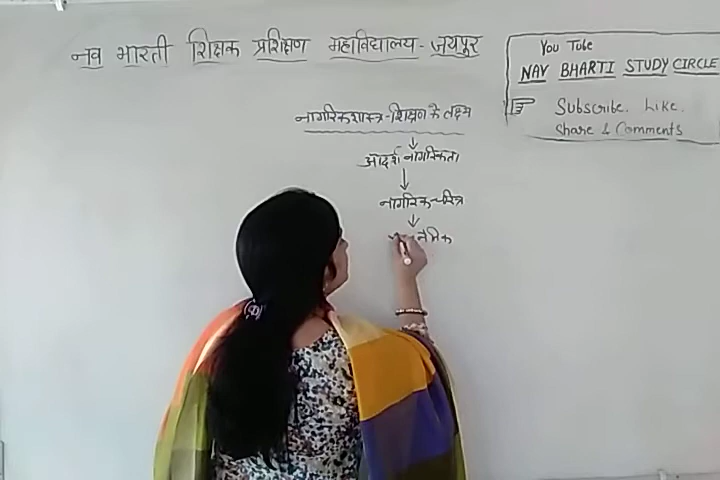 नव भारती शिक्षक प्रशिक्षण महाविद्यालय - जयपुर
You Tube
NAV BHARTI STUDY CIRCLE
Subscribe. Like.
Share & Comments
नागरिकशास्त्र - शिक्षण के लक्ष्य
आदर्श नागरिकता
नागरिक - चरित्र